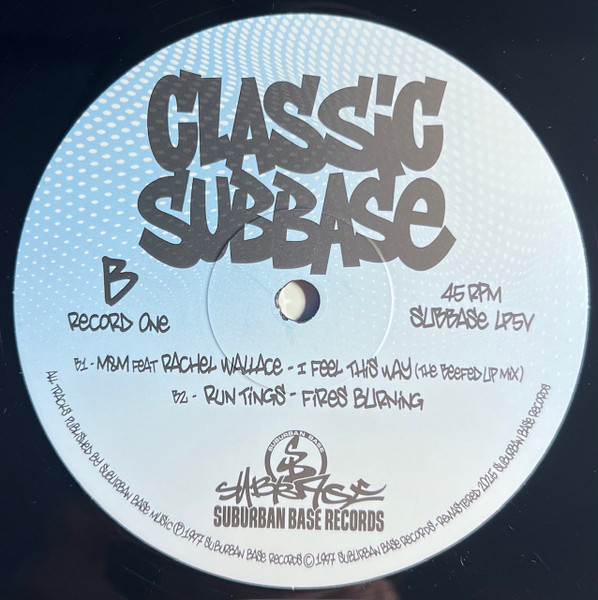 CLASSIC
SUBBASE
B
RECORD ONE
45 RPM
SUBBASE LP5V
B1 - M&M FEAT RACHEL WALLACE - I FEEL THIS WAY (THE BEEFED UP MIX)
B2 - RUN TINGS - FIRES BURNING
SUBURBAN BASE
SUBBASE
SUBURBAN BASE RECORDS
ALL TRACKS PUBLISHED BY SUBURBAN BASE MUSIC Ⓟ 1997 SUBURBAN BASE RECORDS © 1997 SUBURBAN BASE RECORDS - REMASTERED 2025 SUBURBAN BASE RECORDS